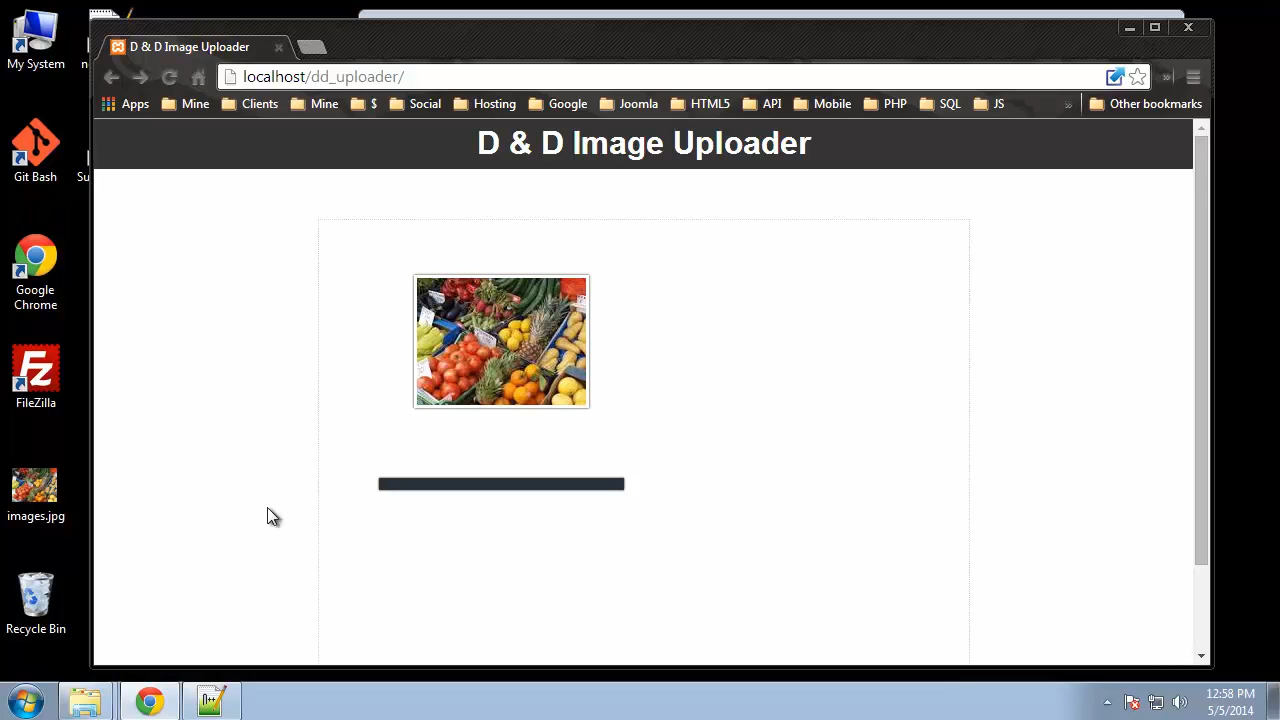 My System
n
Git Bash
Su
Google
Chrome
FileZilla
images.jpg
Recycle Bin
D & D Image Uploader
localhost/dd_uploader/
»
Apps Mine Clients Mine $ Social Hosting Google Joomla HTML5 API Mobile PHP SQL JS » Other bookmarks
D & D Image Uploader
12:58 PM
5/5/2014